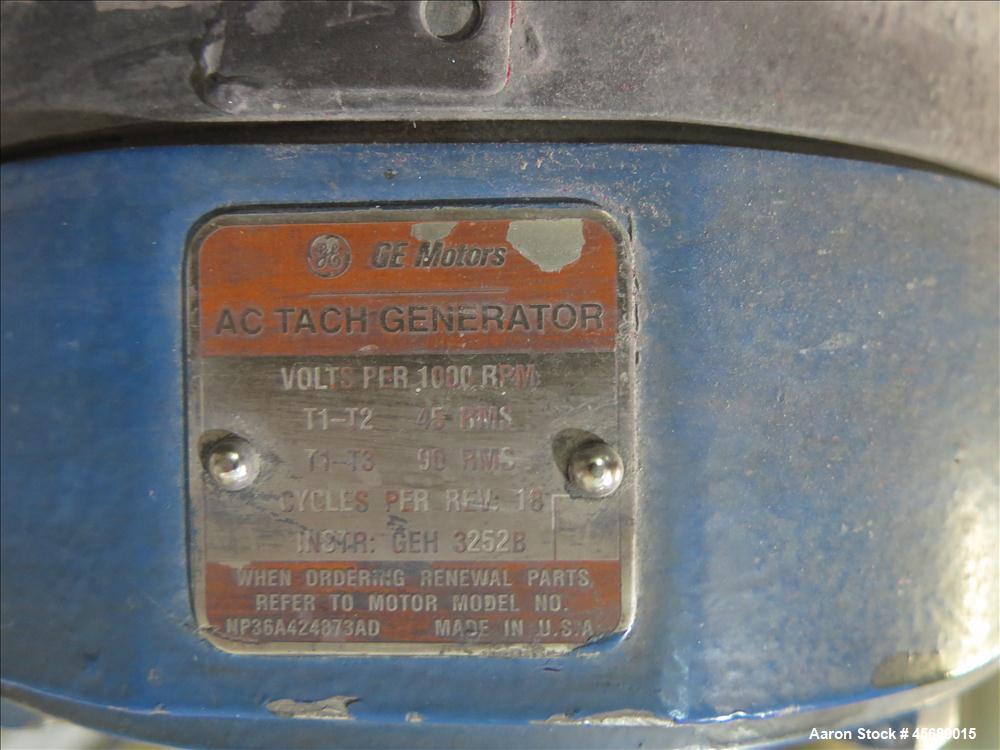 GE GE Motors
AC TACH GENERATOR
VOLTS PER 1000 RPM
T1-T2 45 RMS
T1-T3 90 RMS
CYCLES PER REV: 18
INSTR: GEH 3252B
WHEN ORDERING RENEWAL PARTS
REFER TO MOTOR MODEL NO.
NP36A424873AD MADE IN U.S.A.
Aaron Stock #